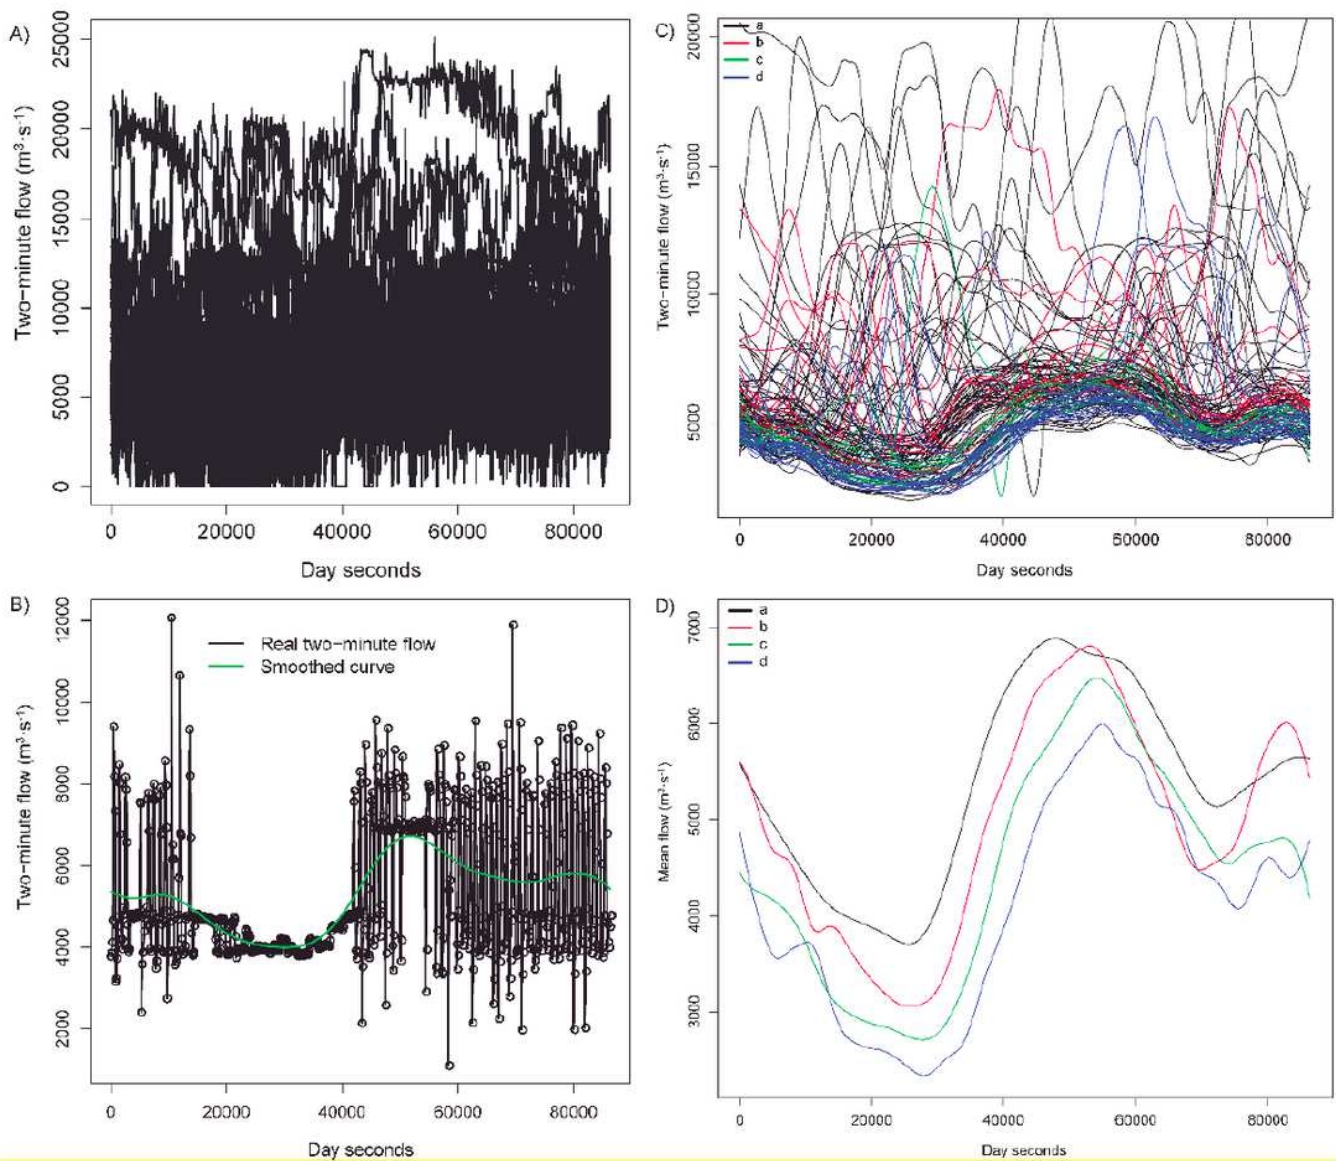 A)
Two-minute flow (m³·s⁻¹)
25000
20000
15000
10000
5000
0
0 20000 40000 60000 80000
Day seconds
C)
a
b
c
d
Two-minute flow (m³·s⁻¹)
20000
15000
10000
5000
0 20000 40000 60000 80000
Day seconds
B)
Real two-minute flow
Smoothed curve
Two-minute flow (m³·s⁻¹)
12000
10000
8000
6000
4000
2000
0 20000 40000 60000 80000
Day seconds
D)
a
b
c
d
Mean flow (m³·s⁻¹)
7000
6000
5000
4000
3000
0 20000 40000 60000 80000
Day seconds